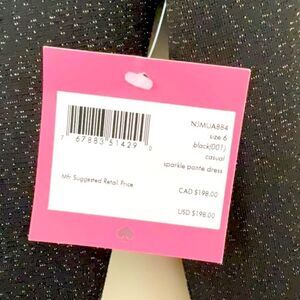 NJMUA884
size:6
black(001)
casual
sparkle ponte dress
7 67883 51429 0
Mfr Suggested Retail Price
CAD $198.00
USD $198.00